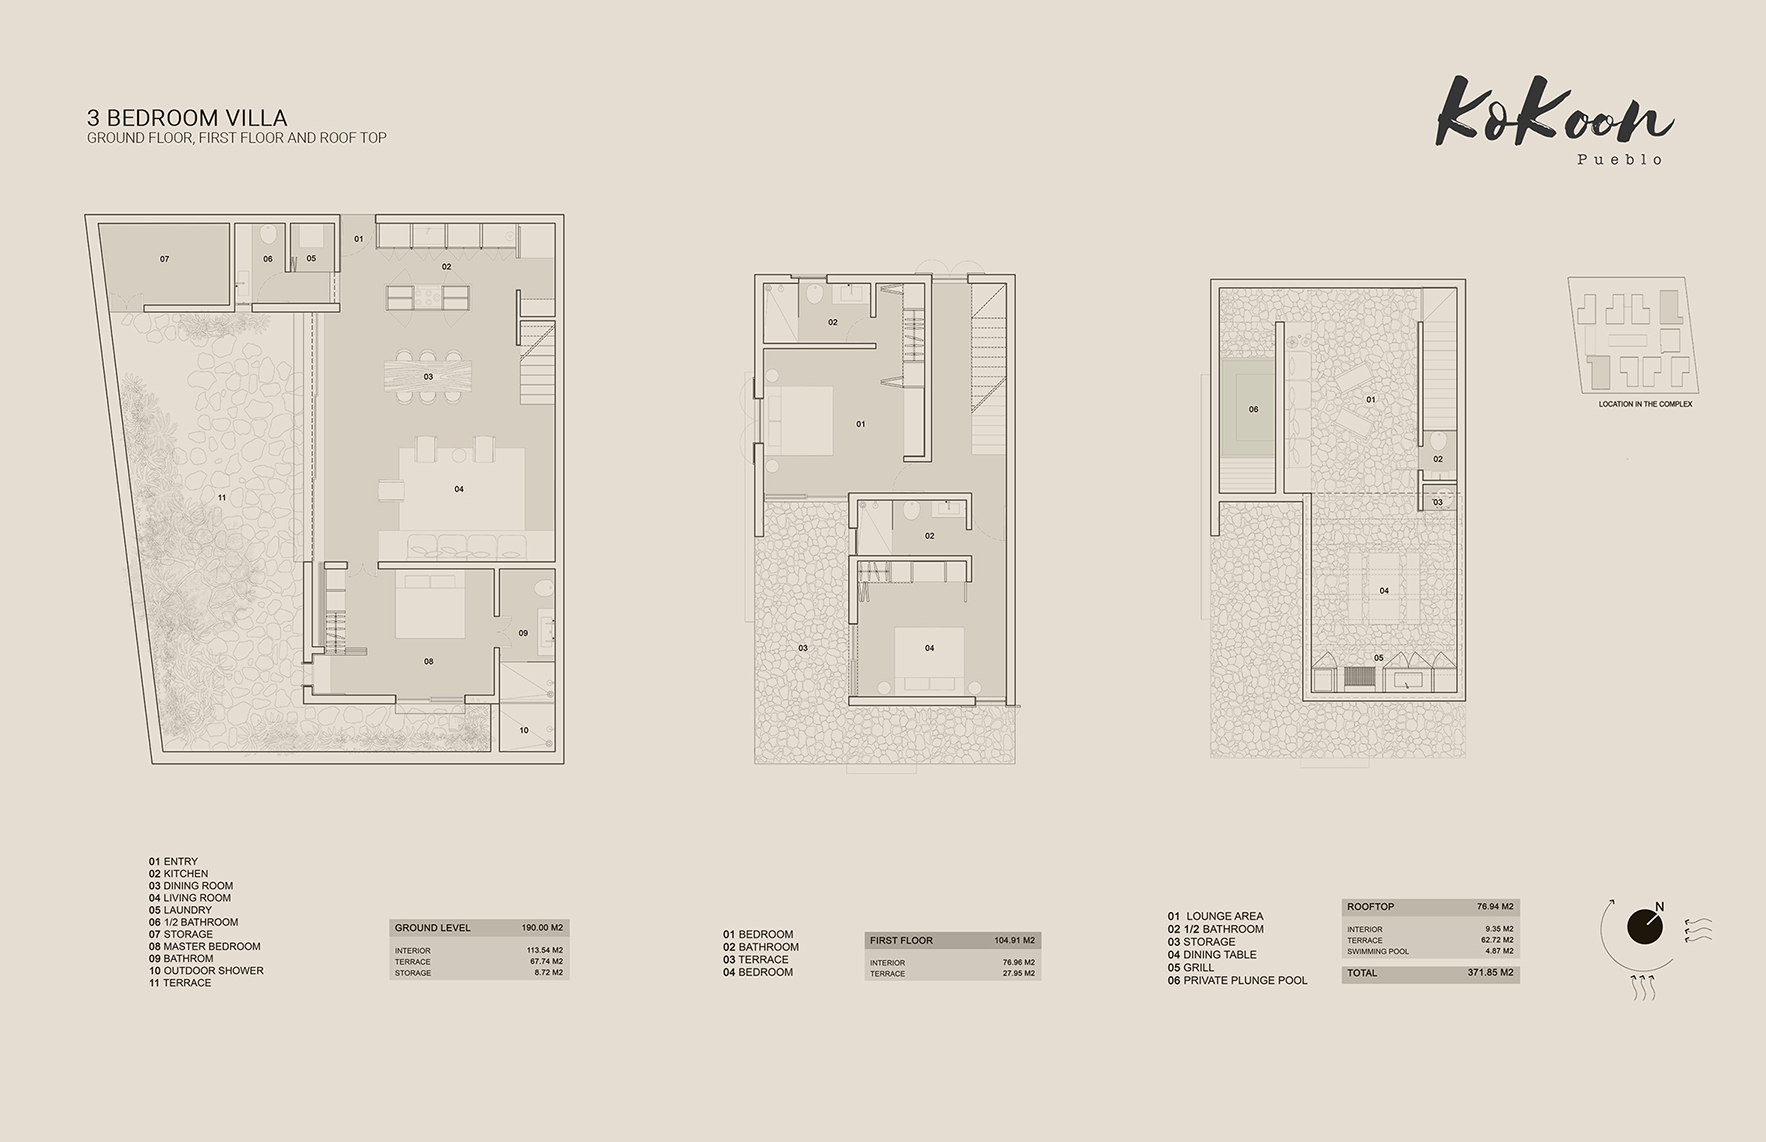 3 BEDROOM VILLA
GROUND FLOOR, FIRST FLOOR AND ROOF TOP
KoKoon
Pueblo
01
02
03
04
05
06
07
08
09
10
11
01
02
02
03
04
01
02
03
04
05
06
LOCATION IN THE COMPLEX
01 ENTRY
02 KITCHEN
03 DINING ROOM
04 LIVING ROOM
05 LAUNDRY
06 1/2 BATHROOM
07 STORAGE
08 MASTER BEDROOM
09 BATHROM
10 OUTDOOR SHOWER
11 TERRACE
GROUND LEVEL 190.00 M2
INTERIOR 113.54 M2
TERRACE 67.74 M2
STORAGE 8.72 M2
01 BEDROOM
02 BATHROOM
03 TERRACE
04 BEDROOM
FIRST FLOOR 104.91 M2
INTERIOR 76.96 M2
TERRACE 27.95 M2
01 LOUNGE AREA
02 1/2 BATHROOM
03 STORAGE
04 DINING TABLE
05 GRILL
06 PRIVATE PLUNGE POOL
ROOFTOP 76.94 M2
INTERIOR 9.35 M2
TERRACE 62.72 M2
SWIMMING POOL 4.87 M2
TOTAL 371.85 M2
N